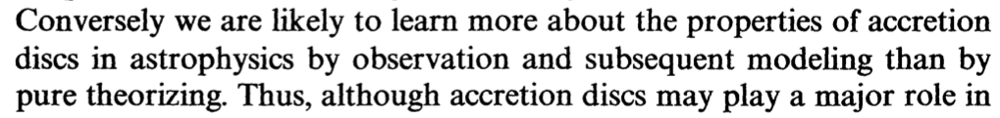 Conversely we are likely to learn more about the properties of accretion
discs in astrophysics by observation and subsequent modeling than by
pure theorizing. Thus, although accretion discs may play a major role in